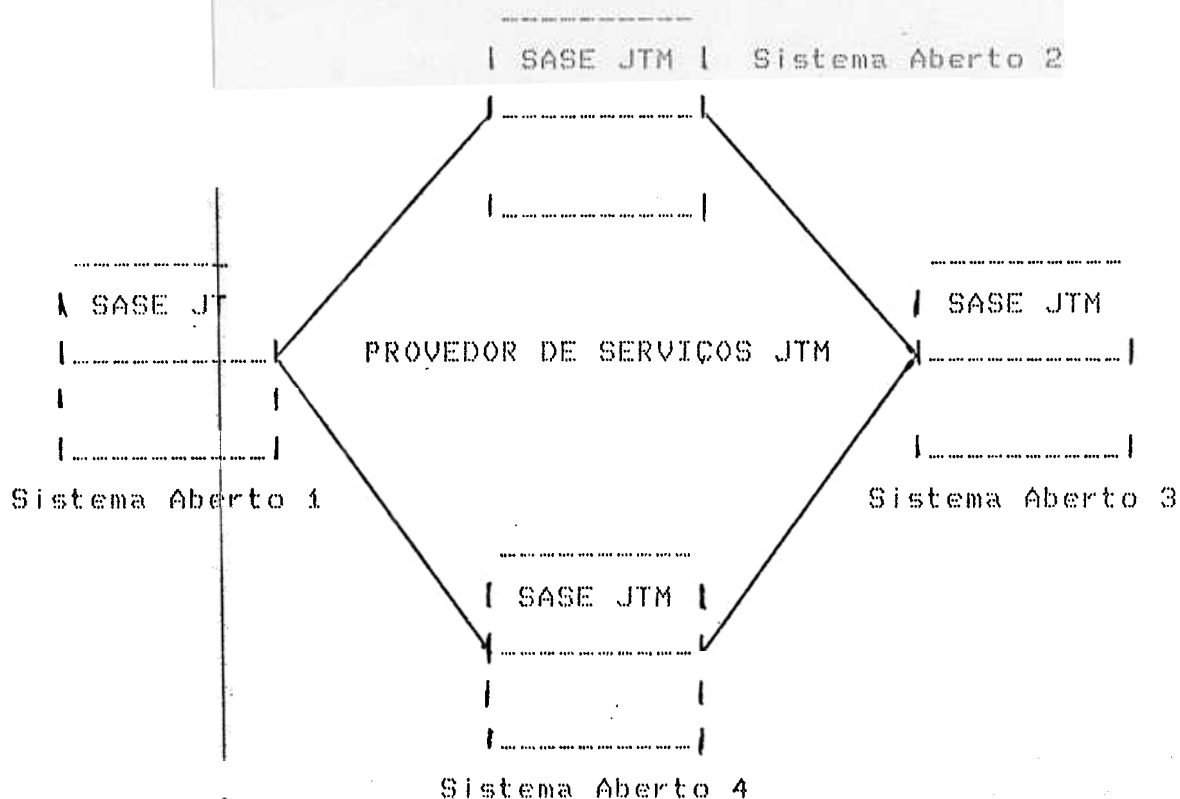 SASE JTM
Sistema Aberto 2
SASE JT
SASE JTM
PROVEDOR DE SERVIÇOS JTM
Sistema Aberto 1
Sistema Aberto 3
SASE JTM
Sistema Aberto 4